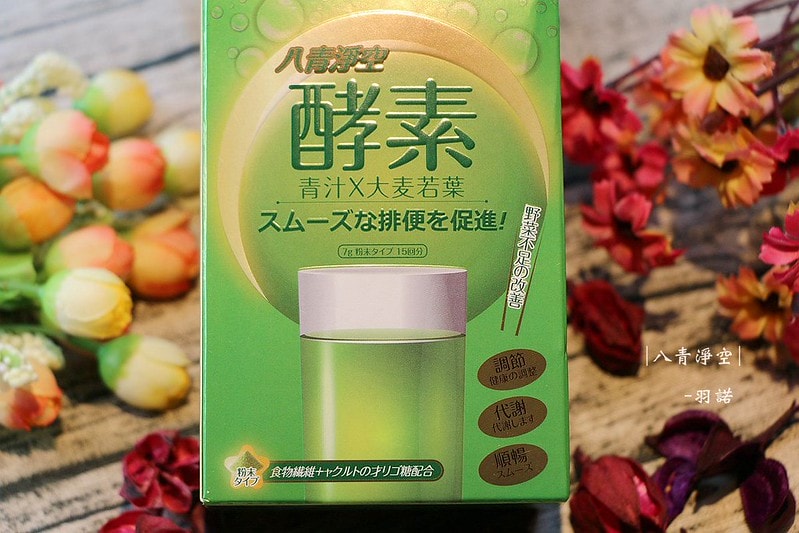 八青淨空
酵素
青汁X大麦若葉
スムーズな排便を促進!
7g 粉末タイプ 15回分
野菜不足の改善
調節
健康の調整
代謝
代謝します
順暢
スムーズ
粉末
タイプ
食物繊維+ャクルトのオリゴ糖配合
|八青淨空|
-羽諾